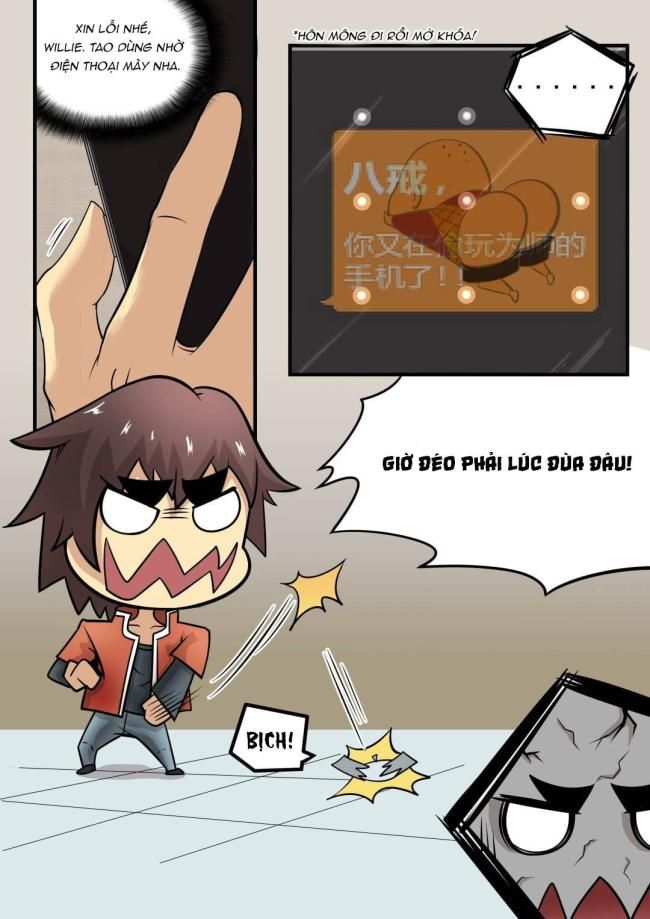 XIN LỖI NHÉ,
WILLIE. TAO DÙNG NHỜ
ĐIỆN THOẠI MÀY NHA.
*HÔN MÔNG ĐI RỒI MỞ KHÓA!
......
八戒，
你又在偷玩为师的
手机了!!
GIỜ ĐÉO PHẢI LÚC ĐÙA ĐÂU!
BỊCH!